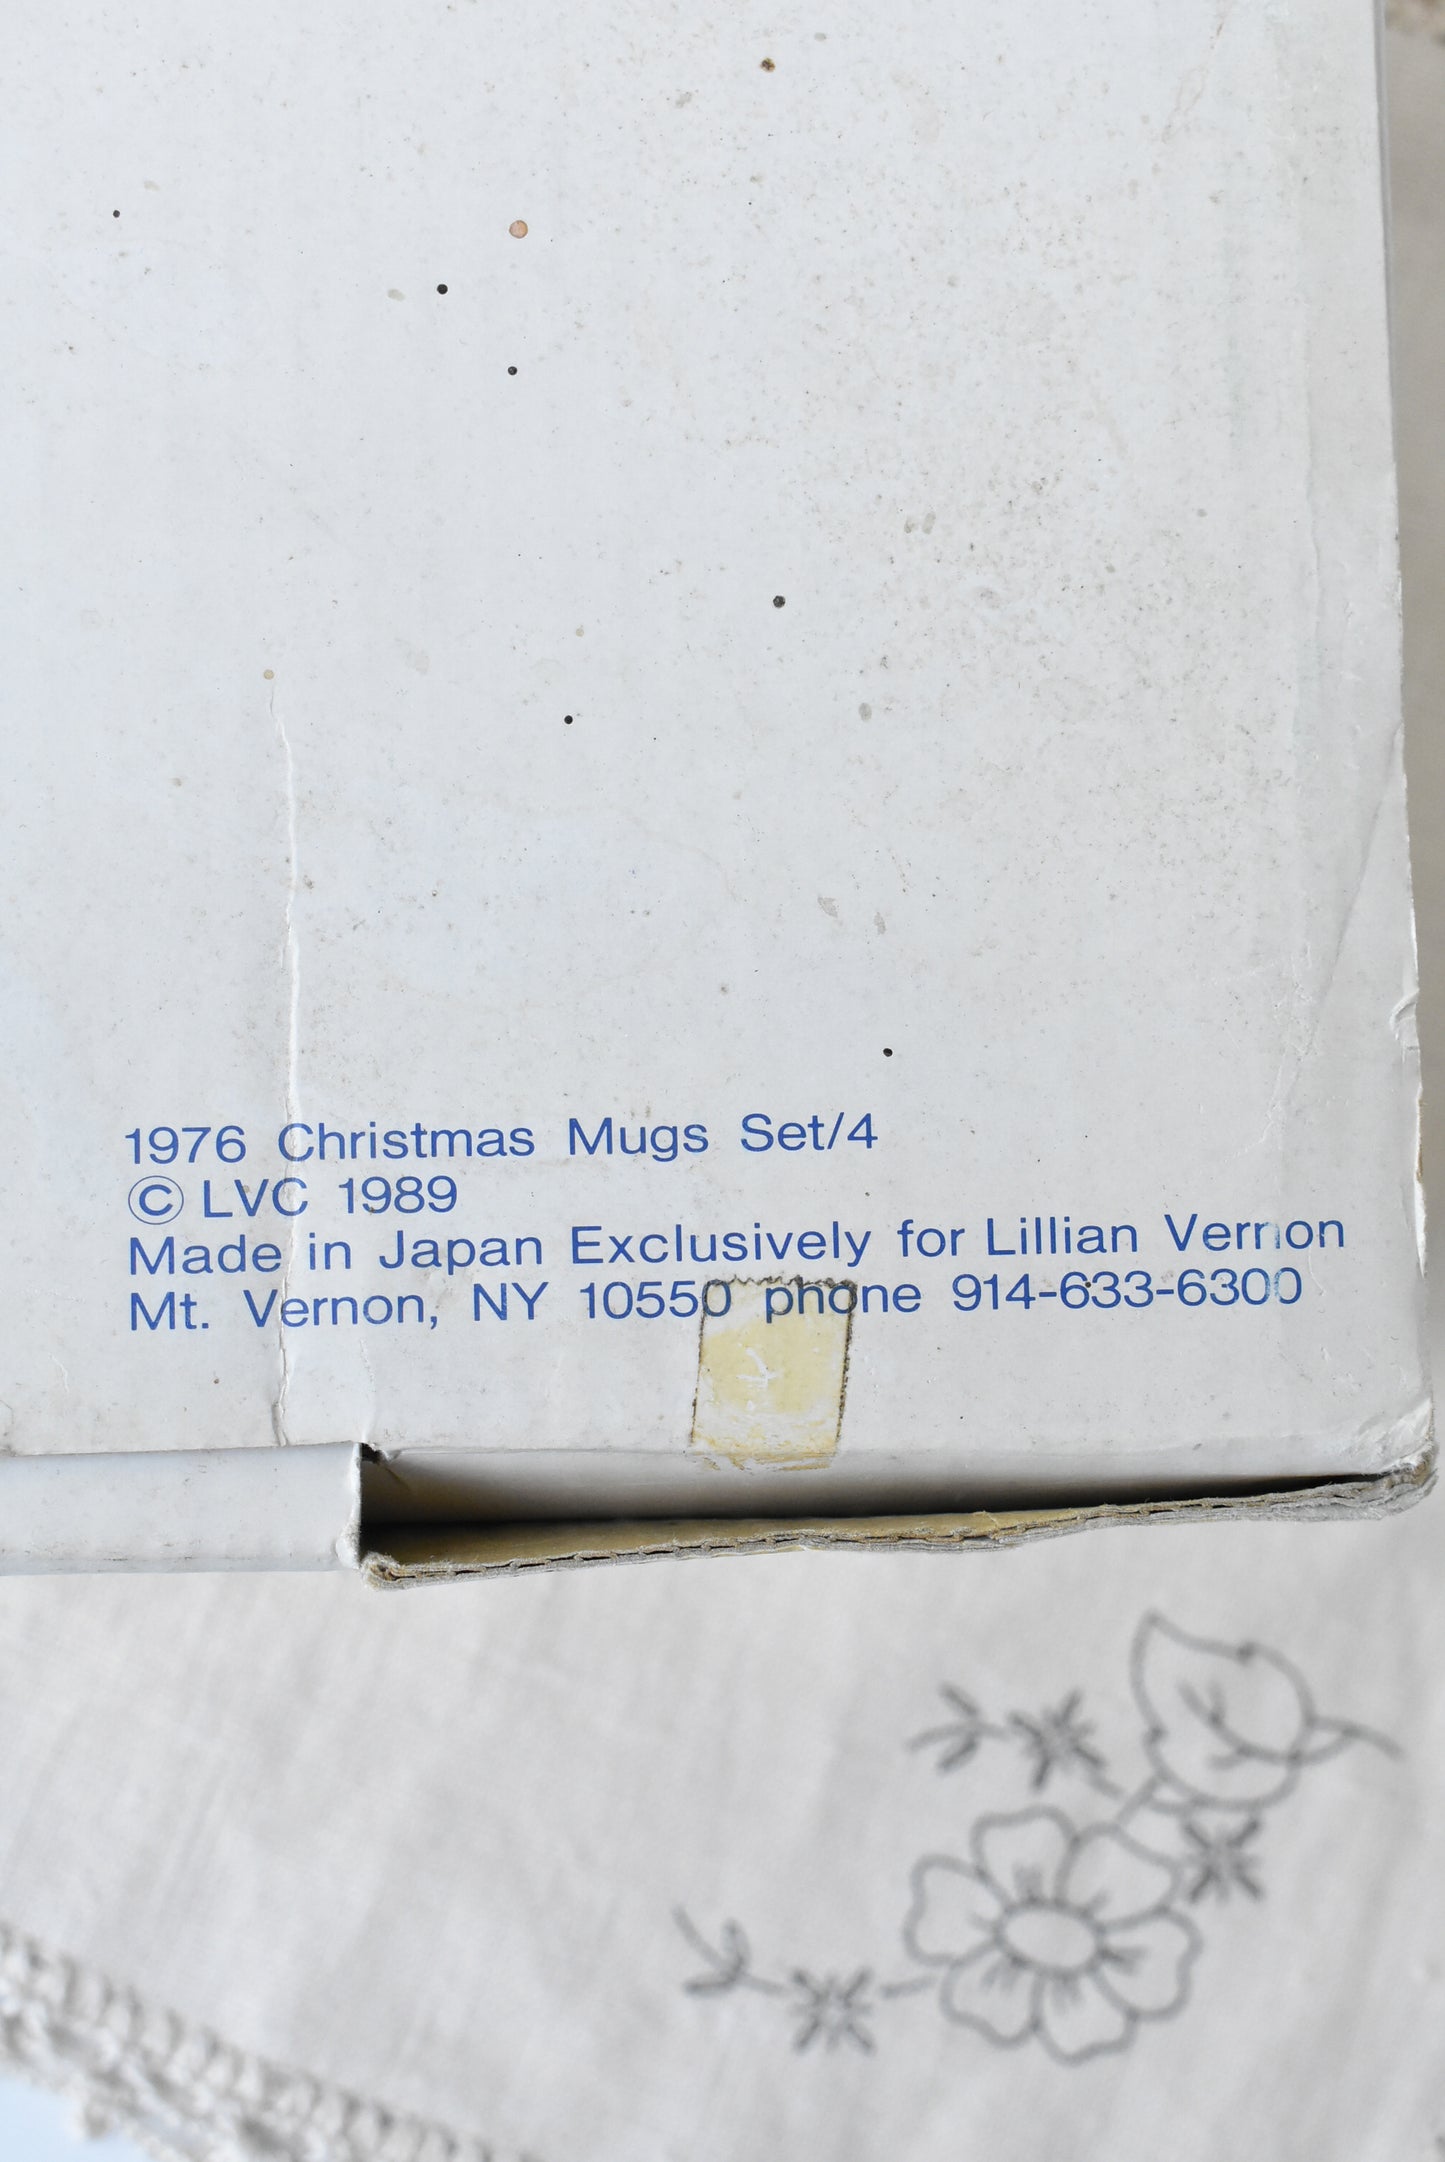 1976 Christmas Mugs Set/4
© LVC 1989
Made in Japan Exclusively for Lillian Vernon
Mt. Vernon, NY 10550 phone 914-633-6300